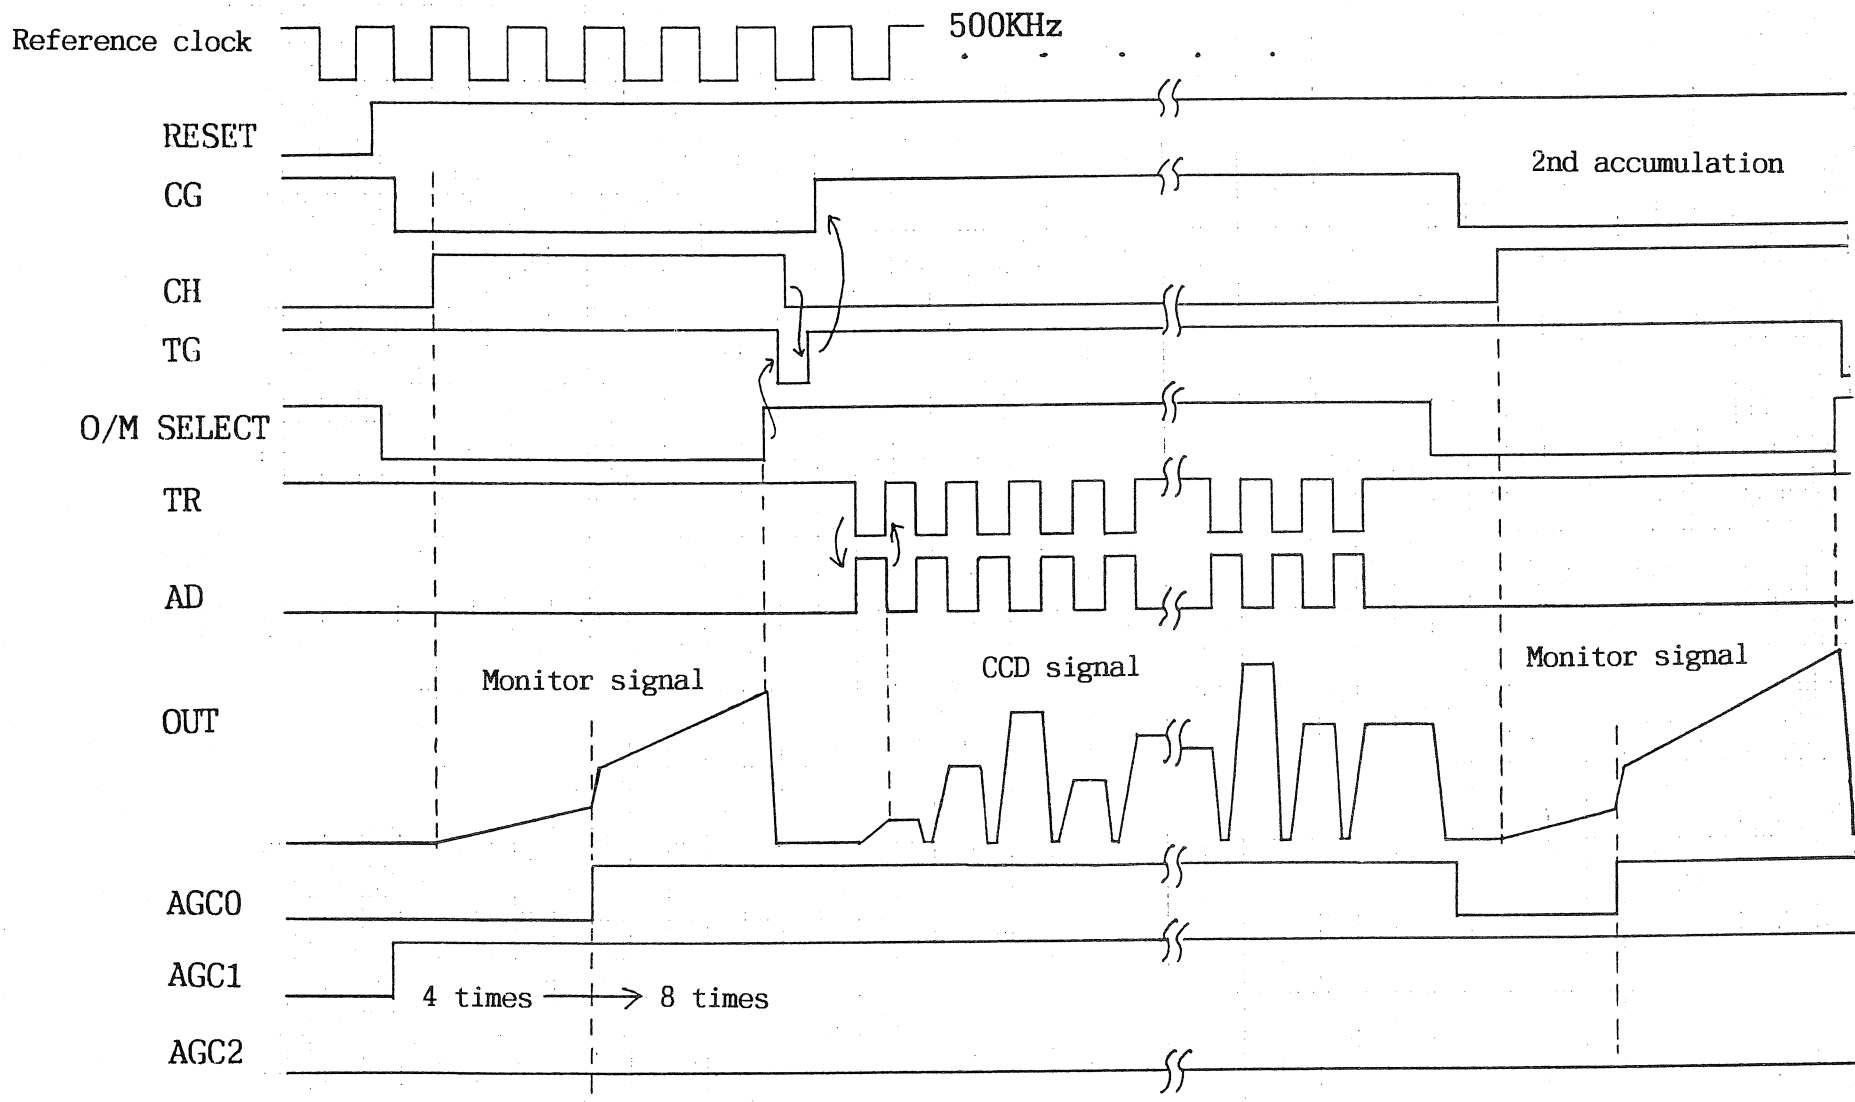 500KHz
Reference clock
RESET
2nd accumulation
CG
CH
TG
O/M SELECT
TR
AD
Monitor signal
CCD signal
Monitor signal
OUT
AGC0
AGC1
4 times → 8 times
AGC2